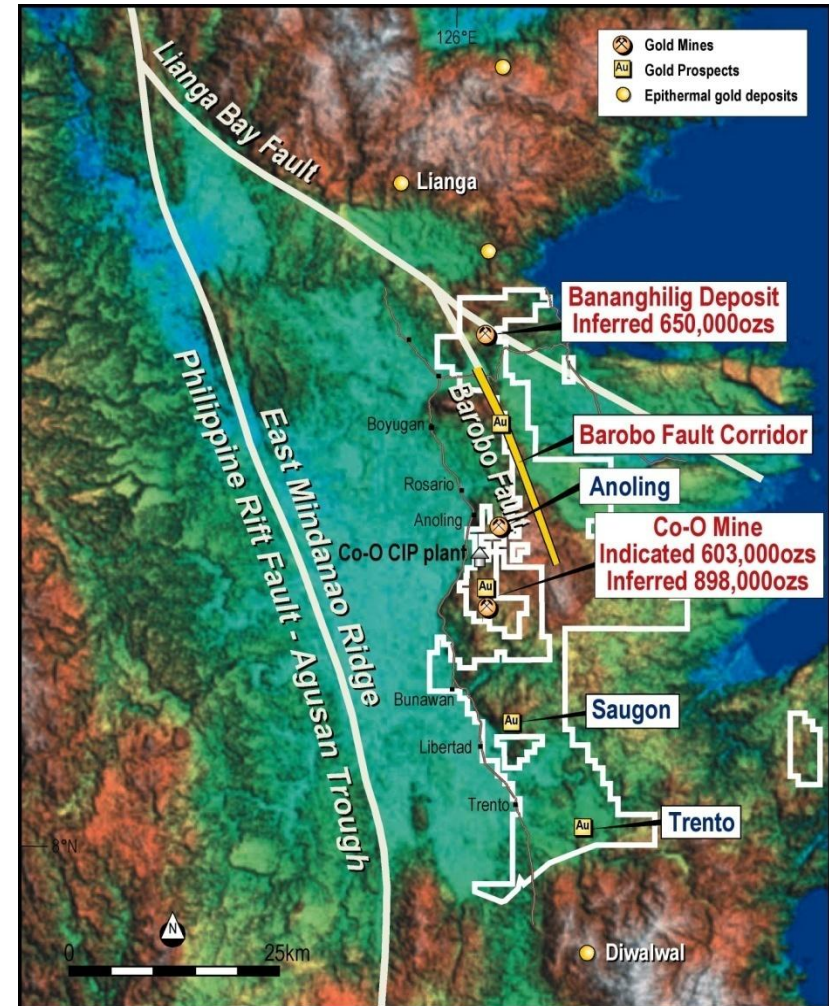 126°E
Gold Mines
Au Gold Prospects
Epithermal gold deposits
Lianga Bay Fault
Lianga
Bananghilig Deposit
Inferred 650,000ozs
Philippine Rift Fault - Agusan Trough
East Mindanao Ridge
Barobo Fault
Au
Boyugan
Barobo Fault Corridor
Rosario
Anoling
Anoling
Co-O CIP plant
Co-O Mine
Indicated 603,000ozs
Inferred 898,000ozs
Au
Bunawan
Au
Saugon
Libertad
Trento
Au
Trento
8°N
N
0 25km
Diwalwal